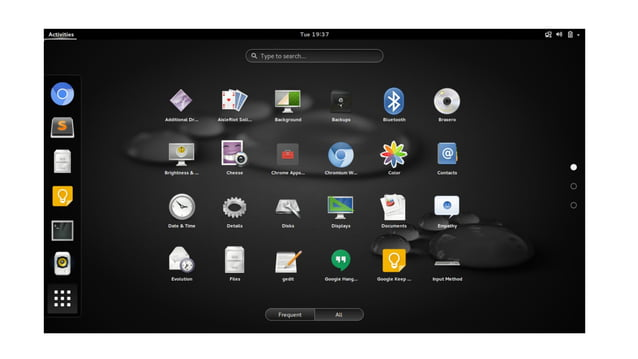 Activities
Tue 19:37
Type to search...
Additional Dr...
AisleRiot Soli...
Background
Backups
Bluetooth
Brasero
Brightness & ...
Cheese
Chrome Apps...
Chromium W...
Color
Contacts
Date & Time
Details
Disks
Displays
Documents
Empathy
Evolution
Files
gedit
Google Hang...
Google Keep ...
Input Method
Frequent
All